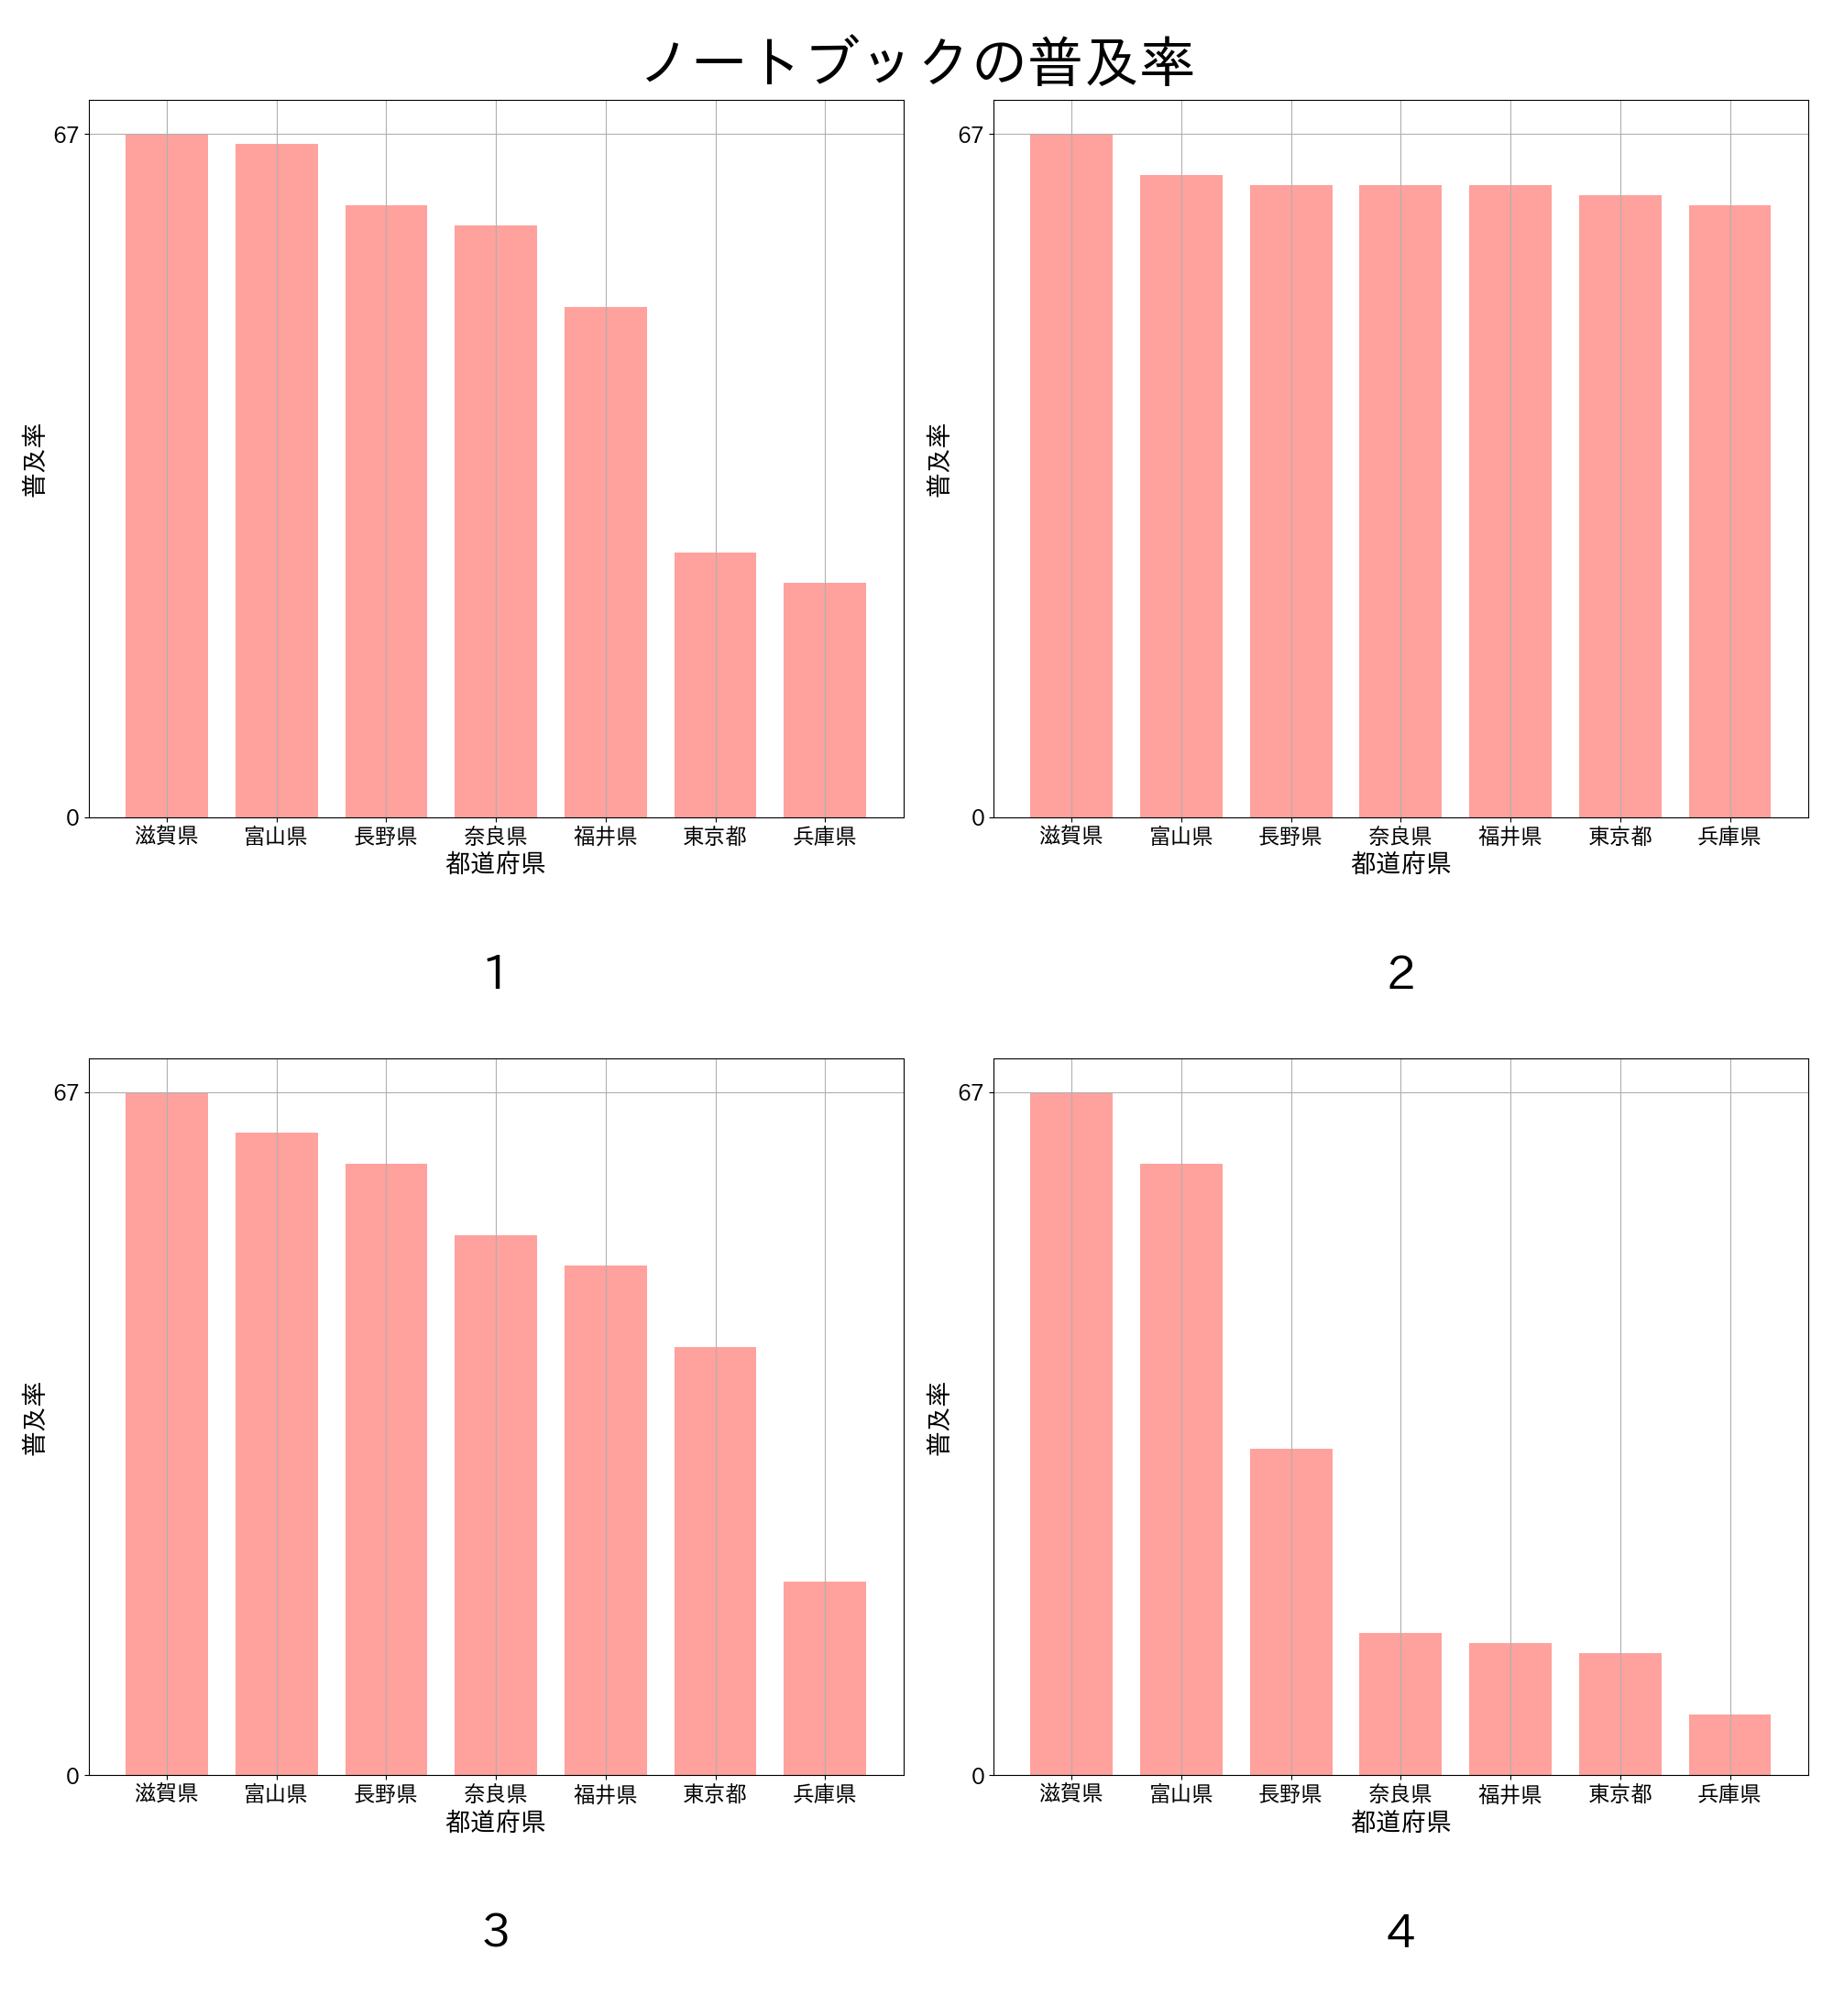 ノートブックの普及率
67
0
普及率
滋賀県 富山県 長野県 奈良県 福井県 東京都 兵庫県
都道府県
1
67
0
普及率
滋賀県 富山県 長野県 奈良県 福井県 東京都 兵庫県
都道府県
2
67
0
普及率
滋賀県 富山県 長野県 奈良県 福井県 東京都 兵庫県
都道府県
3
67
0
普及率
滋賀県 富山県 長野県 奈良県 福井県 東京都 兵庫県
都道府県
4